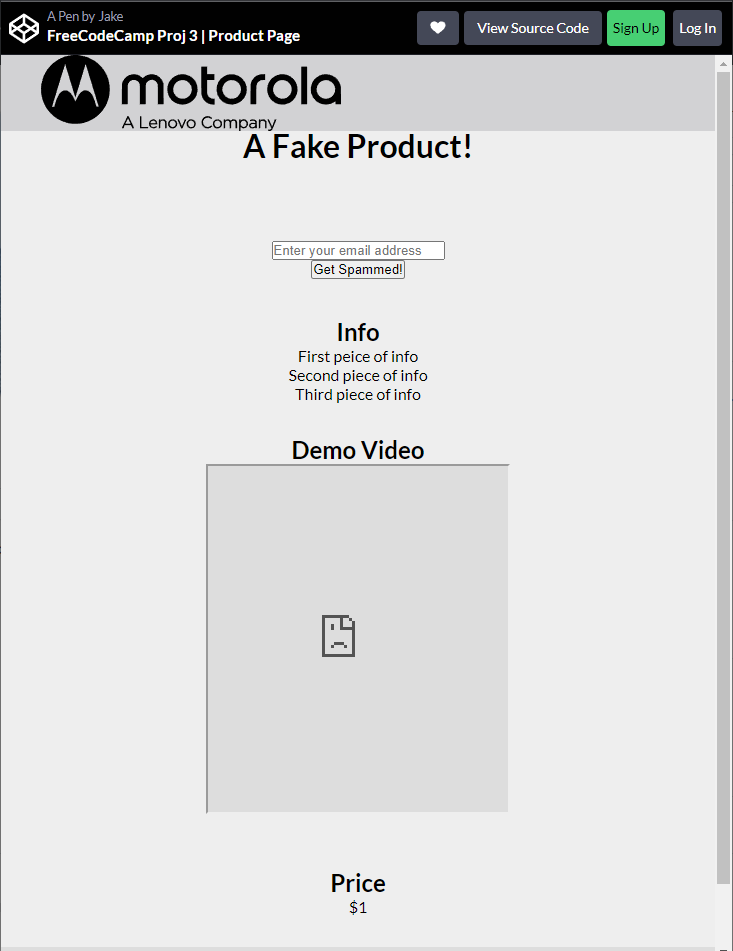 A Pen by Jake
FreeCodeCamp Proj 3 | Product Page
View Source Code
Sign Up
Log In
motorola
A Lenovo Company
A Fake Product!
Enter your email address
Get Spammed!
Info
First peice of info
Second piece of info
Third piece of info
Demo Video
Price
$1